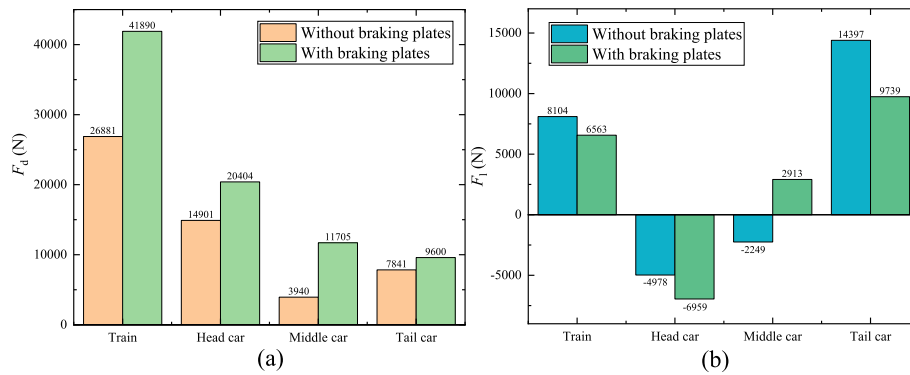 Without braking plates
With braking plates
F_d (N)
40000
30000
20000
10000
0
41890
26881
14901
20404
3940
11705
7841
9600
Train
Head car
Middle car
Tail car
(a)
Without braking plates
With braking plates
F_l (N)
15000
10000
5000
0
-5000
8104
6563
-4978
-6959
-2249
2913
14397
9739
Train
Head car
Middle car
Tail car
(b)